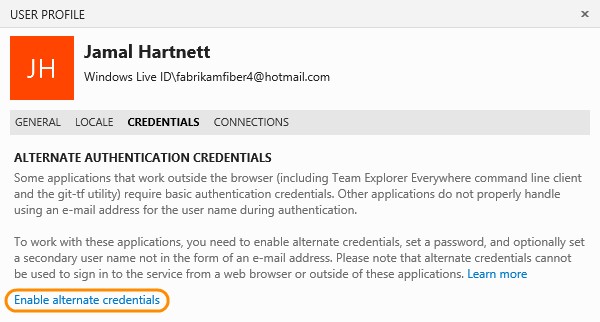 USER PROFILE
JH
Jamal Hartnett
Windows Live ID\fabrikamfiber4@hotmail.com
GENERAL LOCALE CREDENTIALS CONNECTIONS
ALTERNATE AUTHENTICATION CREDENTIALS
Some applications that work outside the browser (including Team Explorer Everywhere command line client
and the git-tf utility) require basic authentication credentials. Other applications do not properly handle
using an e-mail address for the user name during authentication.
To work with these applications, you need to enable alternate credentials, set a password, and optionally set
a secondary user name not in the form of an e-mail address. Please note that alternate credentials cannot
be used to sign in to the service from a web browser or outside of these applications. Learn more
Enable alternate credentials